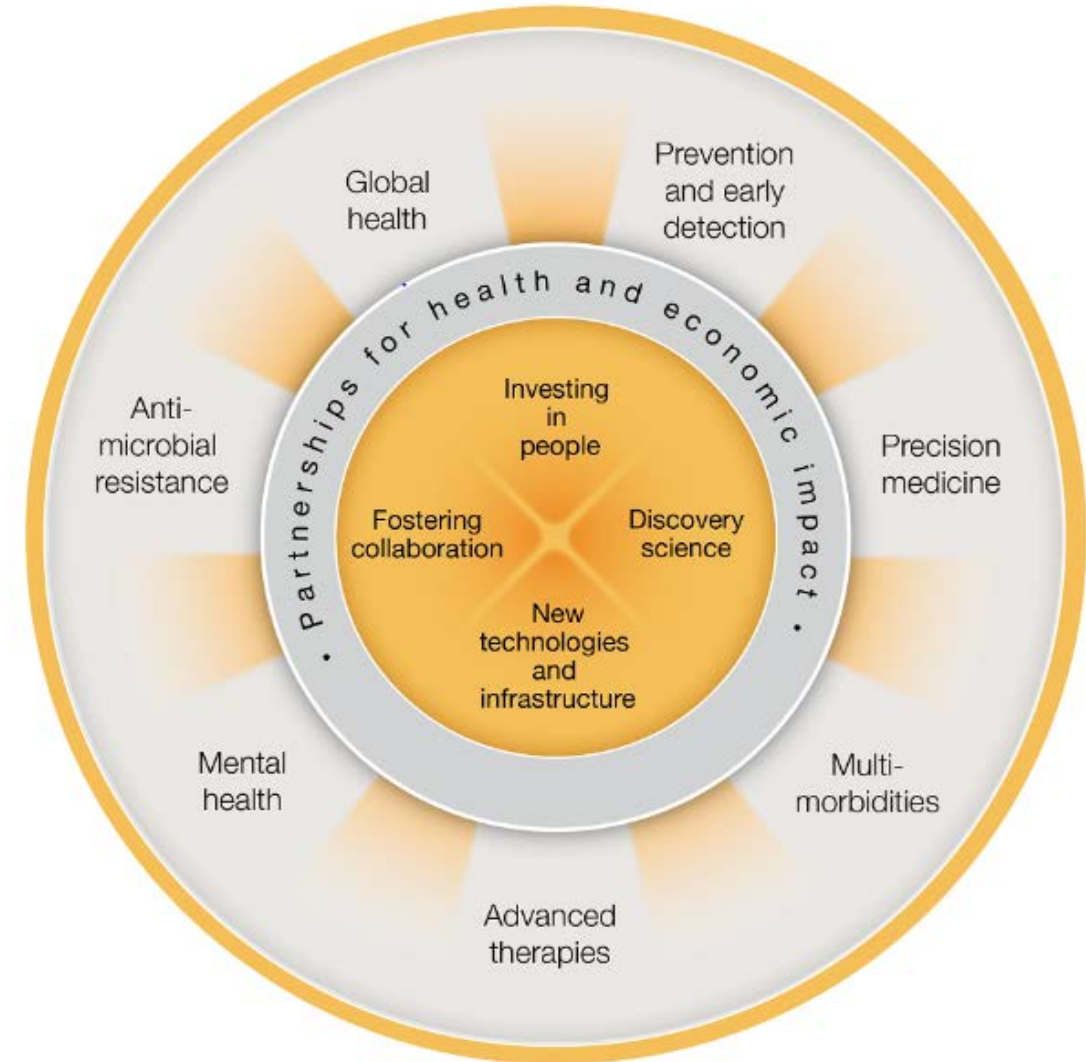 Global
health
Prevention
and early
detection
Precision
medicine
Multi-
morbidities
Advanced
therapies
Mental
health
Anti-
microbial
resistance
• Partnerships for health and economic impact •
Investing
in
people
Discovery
science
New
technologies
and
infrastructure
Fostering
collaboration